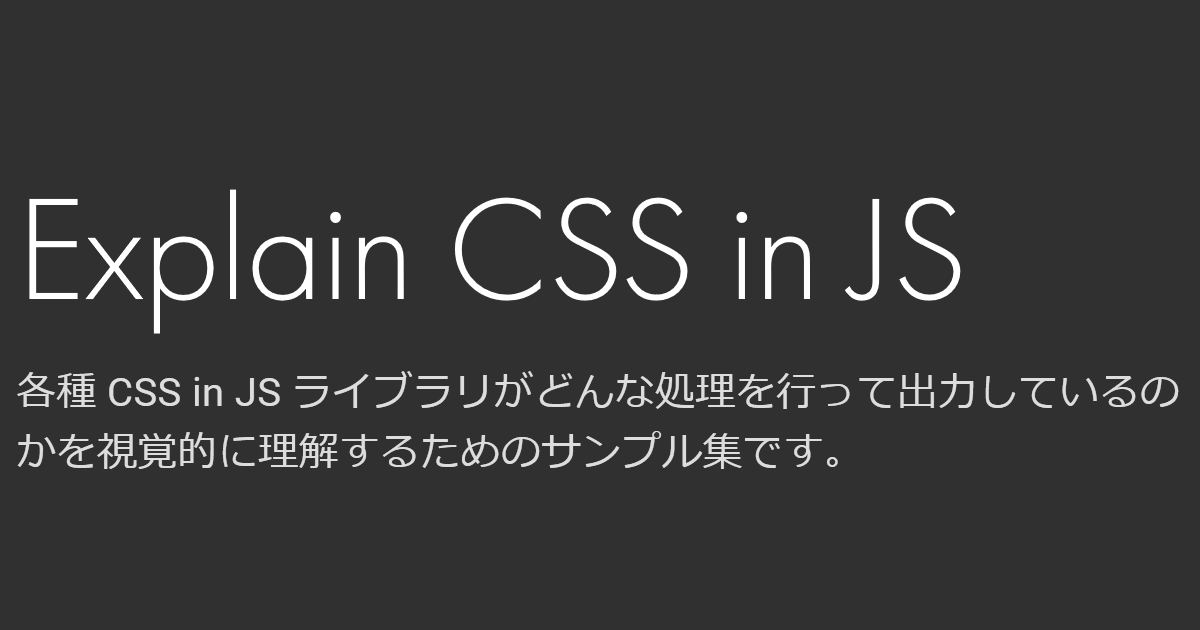 Explain CSS in JS
各種 CSS in JS ライブラリがどんな処理を行って出力しているの
かを視覚的に理解するためのサンプル集です。